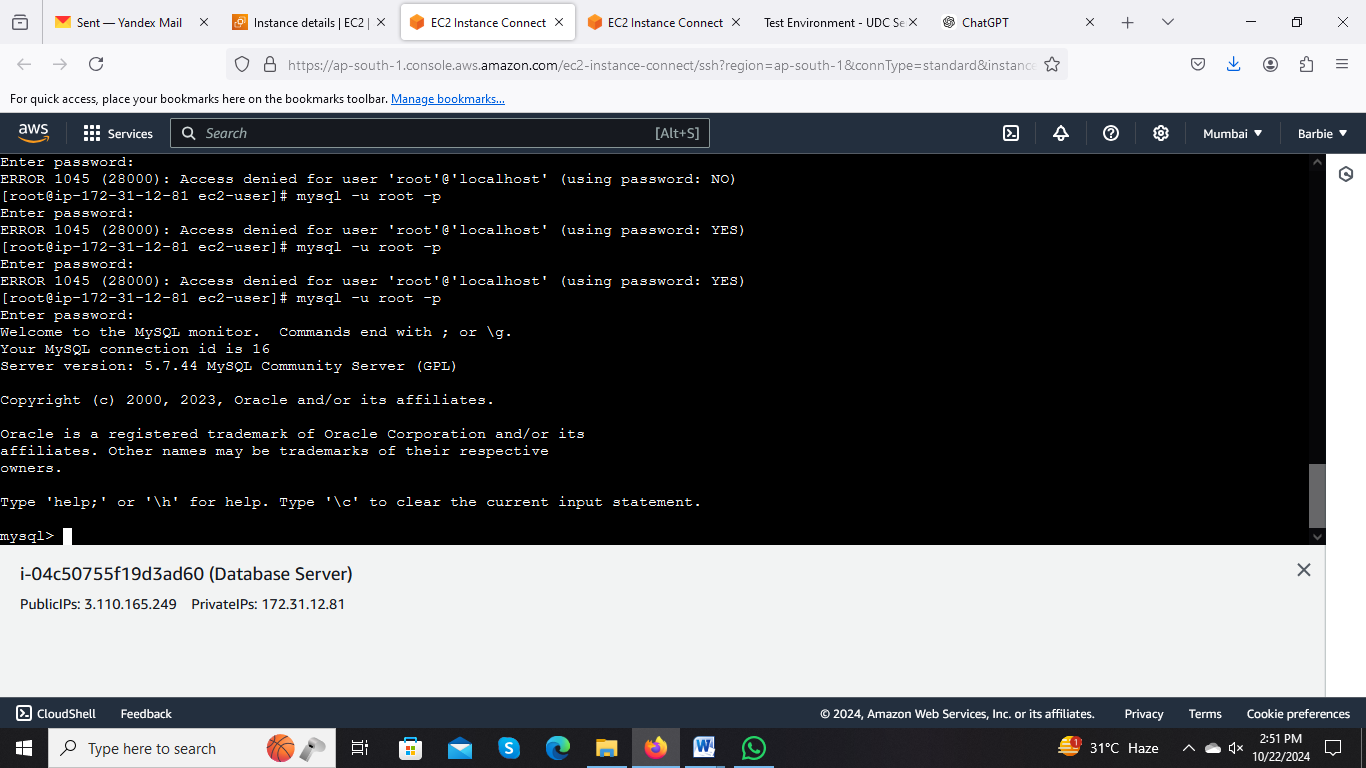 Sent — Yandex Mail
Instance details | EC2 |
EC2 Instance Connect
EC2 Instance Connect
Test Environment - UDC Se
ChatGPT
https://ap-south-1.console.aws.amazon.com/ec2-instance-connect/ssh?region=ap-south-1&connType=standard&instance
For quick access, place your bookmarks here on the bookmarks toolbar. Manage bookmarks...
aws
Services
Search
[Alt+S]
Mumbai
Barbie
Enter password:
ERROR 1045 (28000): Access denied for user 'root'@'localhost' (using password: NO)
[root@ip-172-31-12-81 ec2-user]# mysql -u root -p
Enter password:
ERROR 1045 (28000): Access denied for user 'root'@'localhost' (using password: YES)
[root@ip-172-31-12-81 ec2-user]# mysql -u root -p
Enter password:
ERROR 1045 (28000): Access denied for user 'root'@'localhost' (using password: YES)
[root@ip-172-31-12-81 ec2-user]# mysql -u root -p
Enter password:
Welcome to the MySQL monitor.  Commands end with ; or \g.
Your MySQL connection id is 16
Server version: 5.7.44 MySQL Community Server (GPL)
Copyright (c) 2000, 2023, Oracle and/or its affiliates.
Oracle is a registered trademark of Oracle Corporation and/or its
affiliates. Other names may be trademarks of their respective
owners.
Type 'help;' or '\h' for help. Type '\c' to clear the current input statement.
mysql>
i-04c50755f19d3ad60 (Database Server)
PublicIPs: 3.110.165.249 PrivateIPs: 172.31.12.81
CloudShell
Feedback
© 2024, Amazon Web Services, Inc. or its affiliates.
Privacy
Terms
Cookie preferences
Type here to search
1
31°C Haze
2:51 PM
10/22/2024